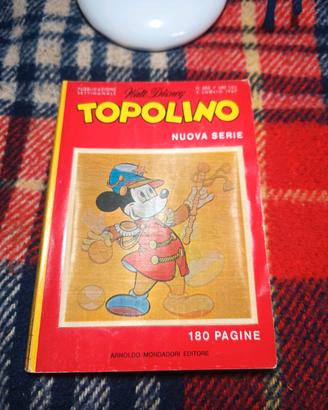 PUBBLICAZIONE
SETTIMANALE
Walt Disney
TOPOLINO
NUOVA SERIE
180 PAGINE
ARNOLDO MONDADORI EDITORE